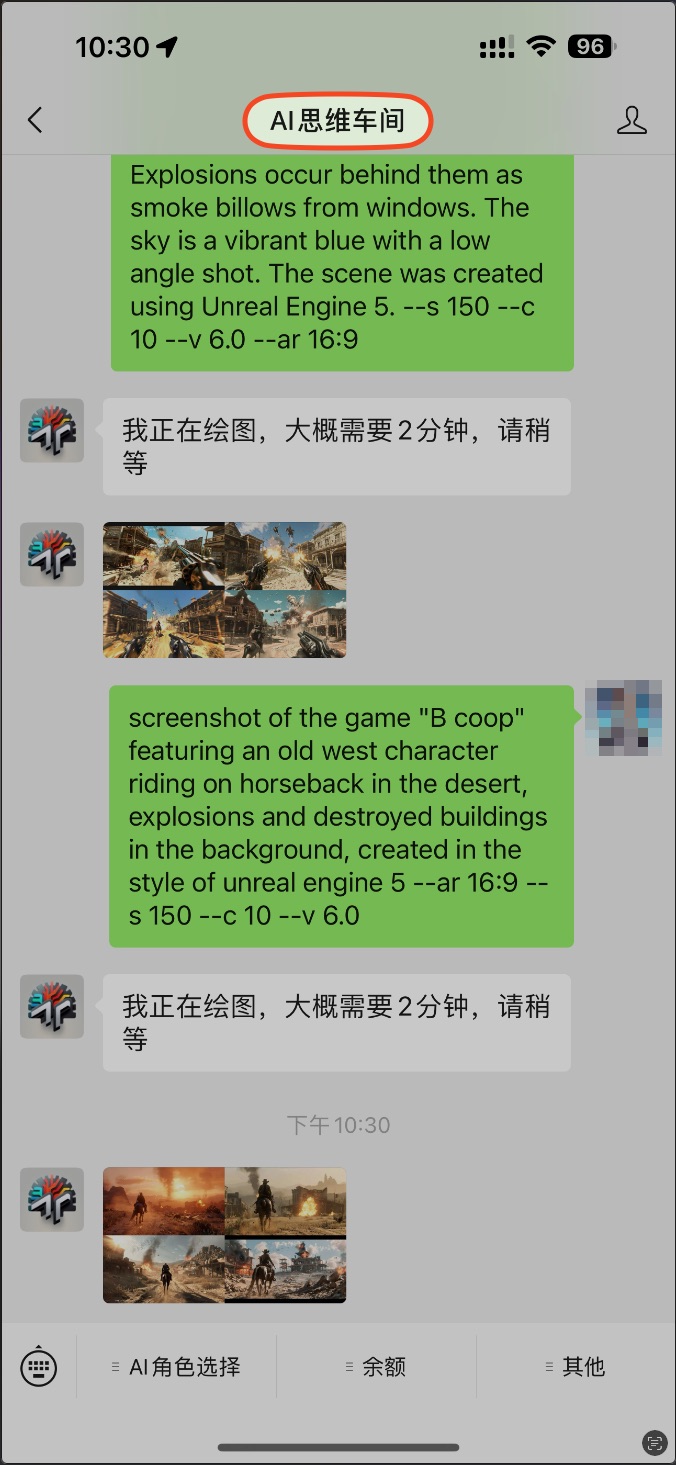 10:30
96
AI思维车间
Explosions occur behind them as
smoke billows from windows. The
sky is a vibrant blue with a low
angle shot. The scene was created
using Unreal Engine 5. --s 150 --c
10 --v 6.0 --ar 16:9
我正在绘图，大概需要2分钟，请稍
等
screenshot of the game "B coop"
featuring an old west character
riding on horseback in the desert,
explosions and destroyed buildings
in the background, created in the
style of unreal engine 5 --ar 16:9 --
s 150 --c 10 --v 6.0
我正在绘图，大概需要2分钟，请稍
等
下午10:30
AI角色选择
余额
其他